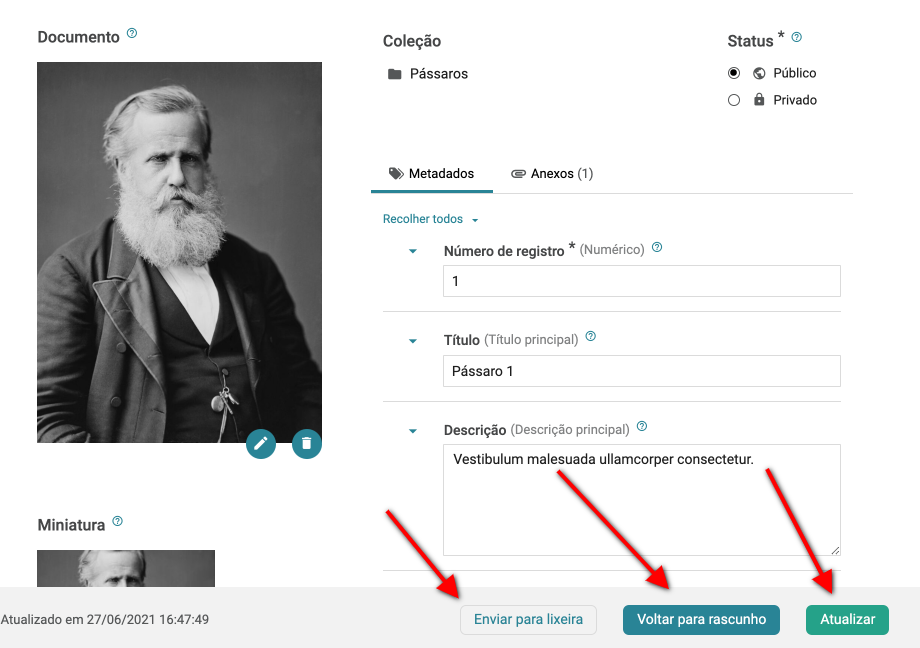 Documento
Coleção
Pássaros
Status *
Público
Privado
Metadados
Anexos (1)
Recolher todos
Número de registro * (Numérico)
1
Título (Título principal)
Pássaro 1
Descrição (Descrição principal)
Vestibulum malesuada ullamcorper consectetur.
Miniatura
Atualizado em 27/06/2021 16:47:49
Enviar para lixeira
Voltar para rascunho
Atualizar